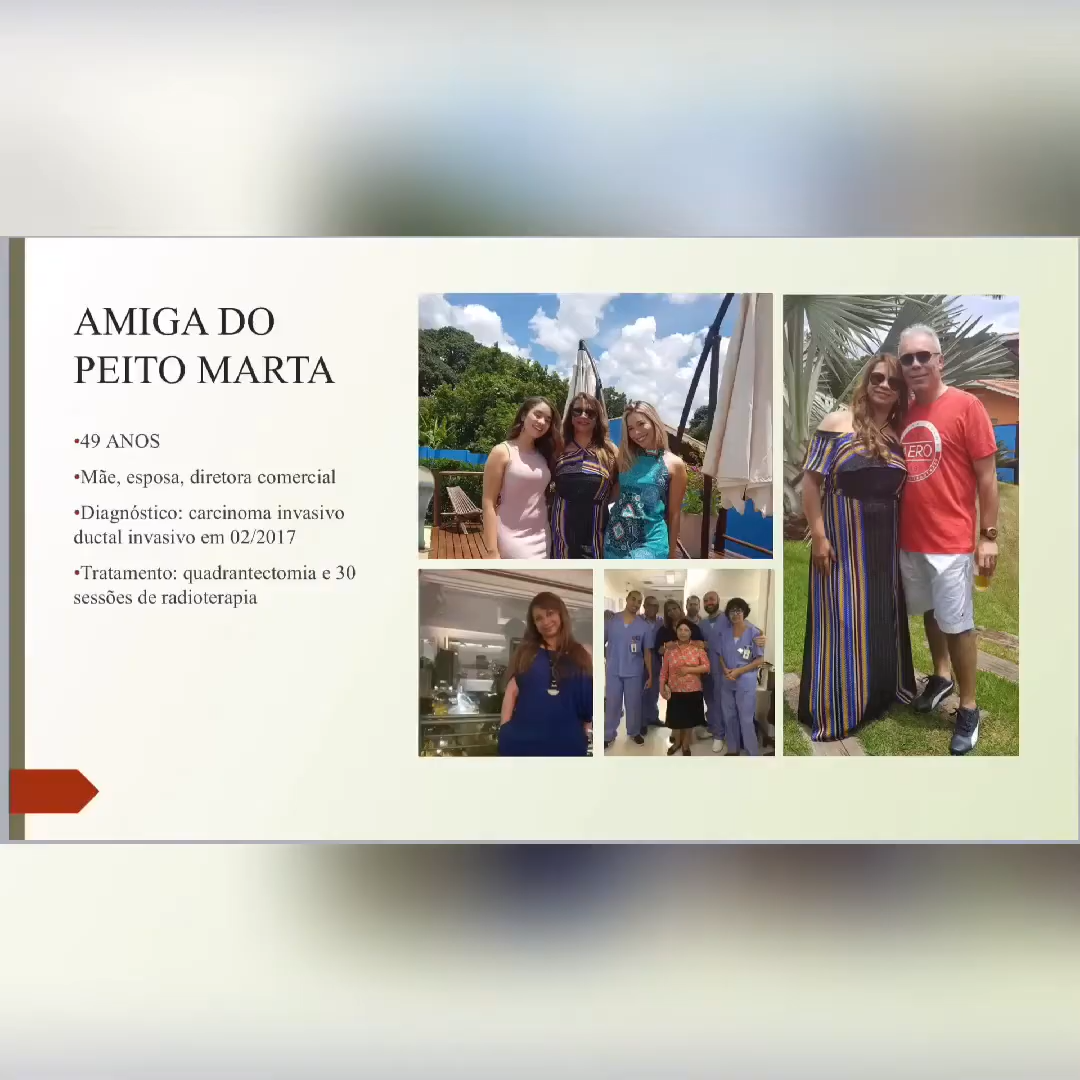 AMIGA DO
PEITO MARTA
•49 ANOS
•Mãe, esposa, diretora comercial
•Diagnóstico: carcinoma invasivo
ductal invasivo em 02/2017
•Tratamento: quadrantectomia e 30
sessões de radioterapia